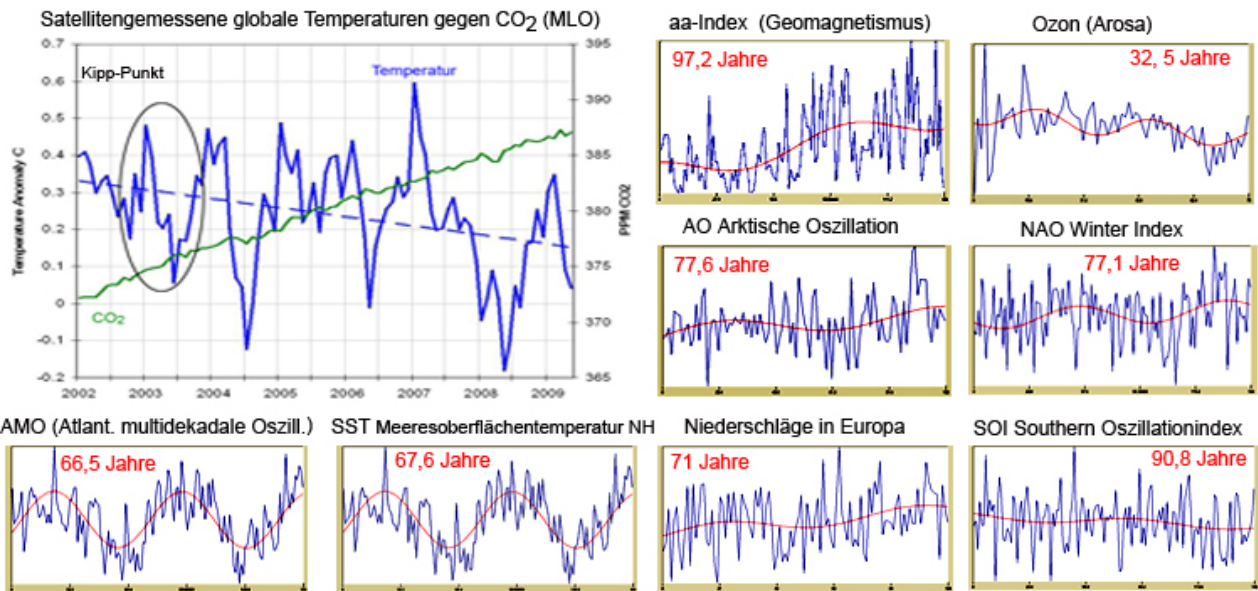 Satellitengemessene globale Temperaturen gegen CO2 (MLO)
0.7
0.6
0.5
0.4
0.3
0.2
0.1
0
-0.1
-0.2
Temperature Anomaly C
Kipp-Punkt
Temperatur
CO2
395
390
385
380
375
370
365
PPM CO2
2002
2003
2004
2005
2006
2007
2008
2009
aa-Index (Geomagnetismus)
97,2 Jahre
Ozon (Arosa)
32, 5 Jahre
AO Arktische Oszillation
77,6 Jahre
NAO Winter Index
77,1 Jahre
AMO (Atlant. multidekadale Oszill.)
66,5 Jahre
SST Meeresoberflächentemperatur NH
67,6 Jahre
Niederschläge in Europa
71 Jahre
SOI Southern Oszillationindex
90,8 Jahre